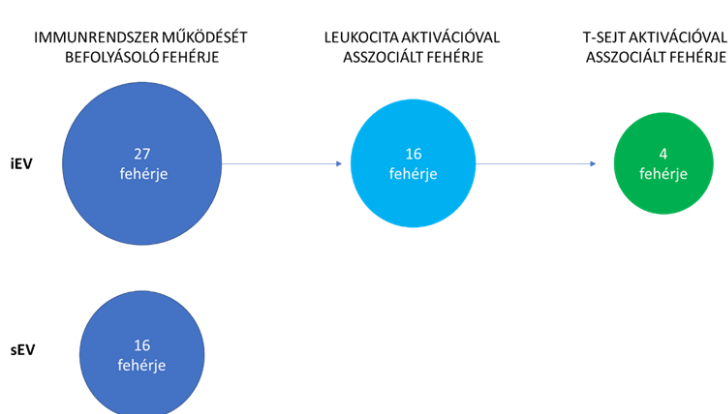 IMMUNRENDSZER MŰKÖDÉSÉT
BEFOLYÁSOLÓ FEHÉRJE
LEUKOCITA AKTIVÁCIÓVAL
ASSZOCIÁLT FEHÉRJE
T-SEJT AKTIVÁCIÓVAL
ASSZOCIÁLT FEHÉRJE
iEV
27
fehérje
16
fehérje
4
fehérje
sEV
16
fehérje